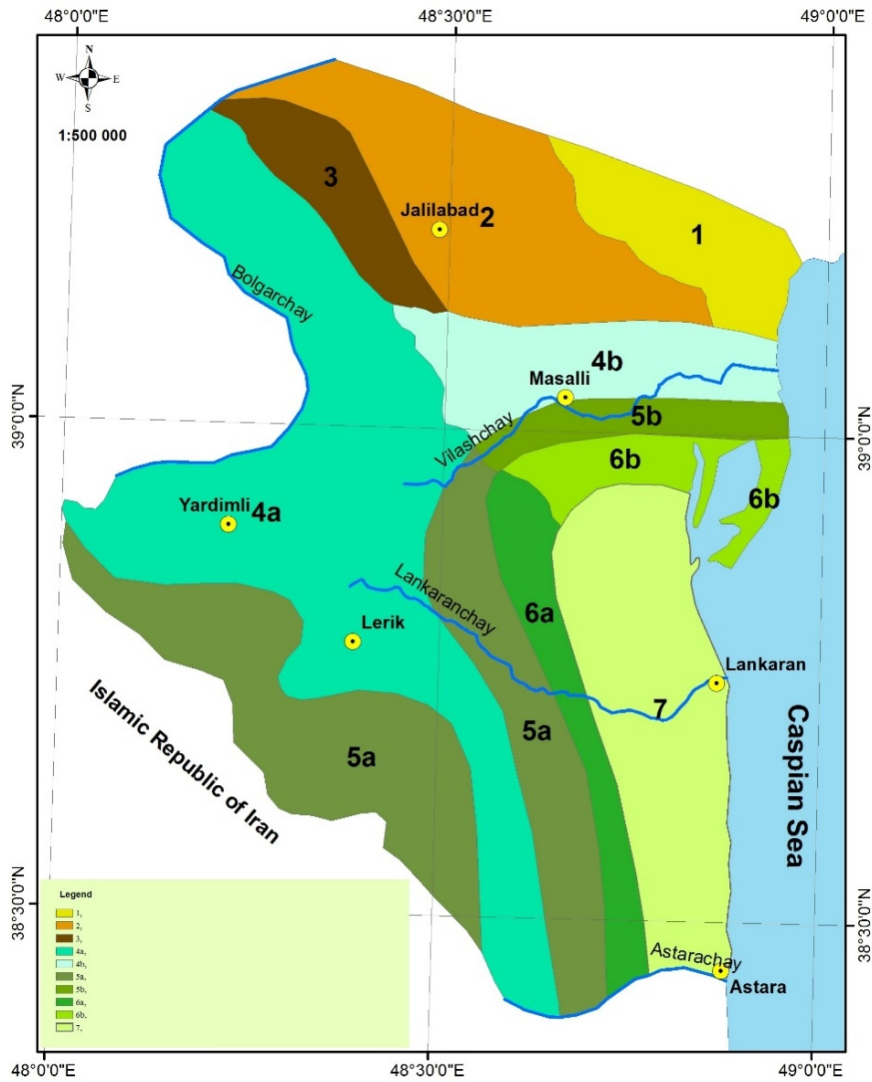 48°0'0"E
48°30'0"E
49°0'0"E
N
W
E
S
1:500 000
3
Jalilabad
2
1
Bolgarchay
4b
Masalli
39°0'0"N
39°0'0"N
5b
Vilashchay
6b
6b
Yardimli
4a
Lankaranchay
6a
Lerik
Lankaran
7
Islamic Republic of Iran
5a
5a
Caspian Sea
38°30'0"N
38°30'0"N
Legend
1,
2,
3,
4a,
4b,
5a,
5b,
6a,
6b,
7,
Astarachay
Astara
48°0'0"E
48°30'0"E
49°0'0"E